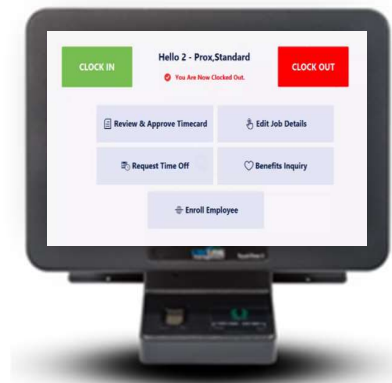 CLOCK IN
Hello 2 - Prox,Standard
You Are Now Clocked Out.
CLOCK OUT
Review & Approve Timecard
Edit Job Details
Request Time Off
Benefits Inquiry
Enroll Employee